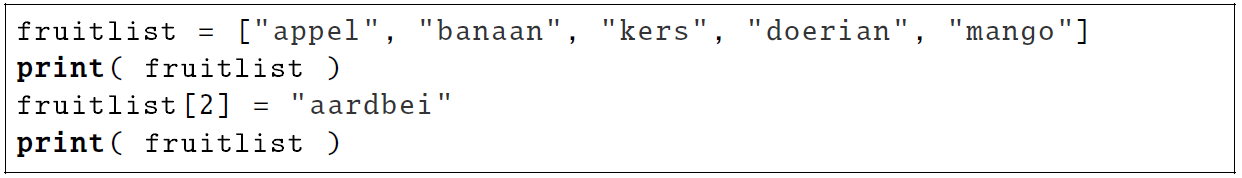 fruitlist = ["appel", "banaan", "kers", "doerian", "mango"]
print( fruitlist )
fruitlist[2] = "aardbei"
print( fruitlist )